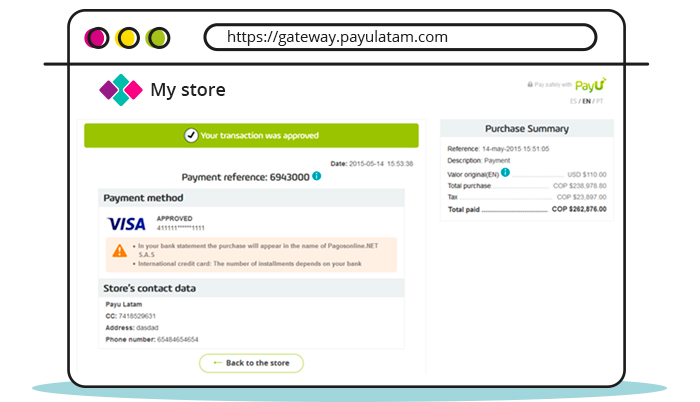 https://gateway.payulatam.com
My store
Pay safely with PayU
ES / EN / PT
Your transaction was approved
Date: 2015-05-14 15:53:38
Payment reference: 6943000
Payment method
VISA
APPROVED
411111******1111
• In your bank statement the purchase will appear in the name of Pagosonline.NET
S.A.S
• International credit card: The number of installments depends on your bank
Store's contact data
Payu Latam
CC: 7418529631
Address: dasdad
Phone number: 65484654654
← Back to the store
Purchase Summary
Reference: 14-may-2015 15:51:05
Description: Payment
Valor original(EN) USD $110.00
Total purchase COP $238,978.80
Tax COP $23,897.00
Total paid COP $262,876.00